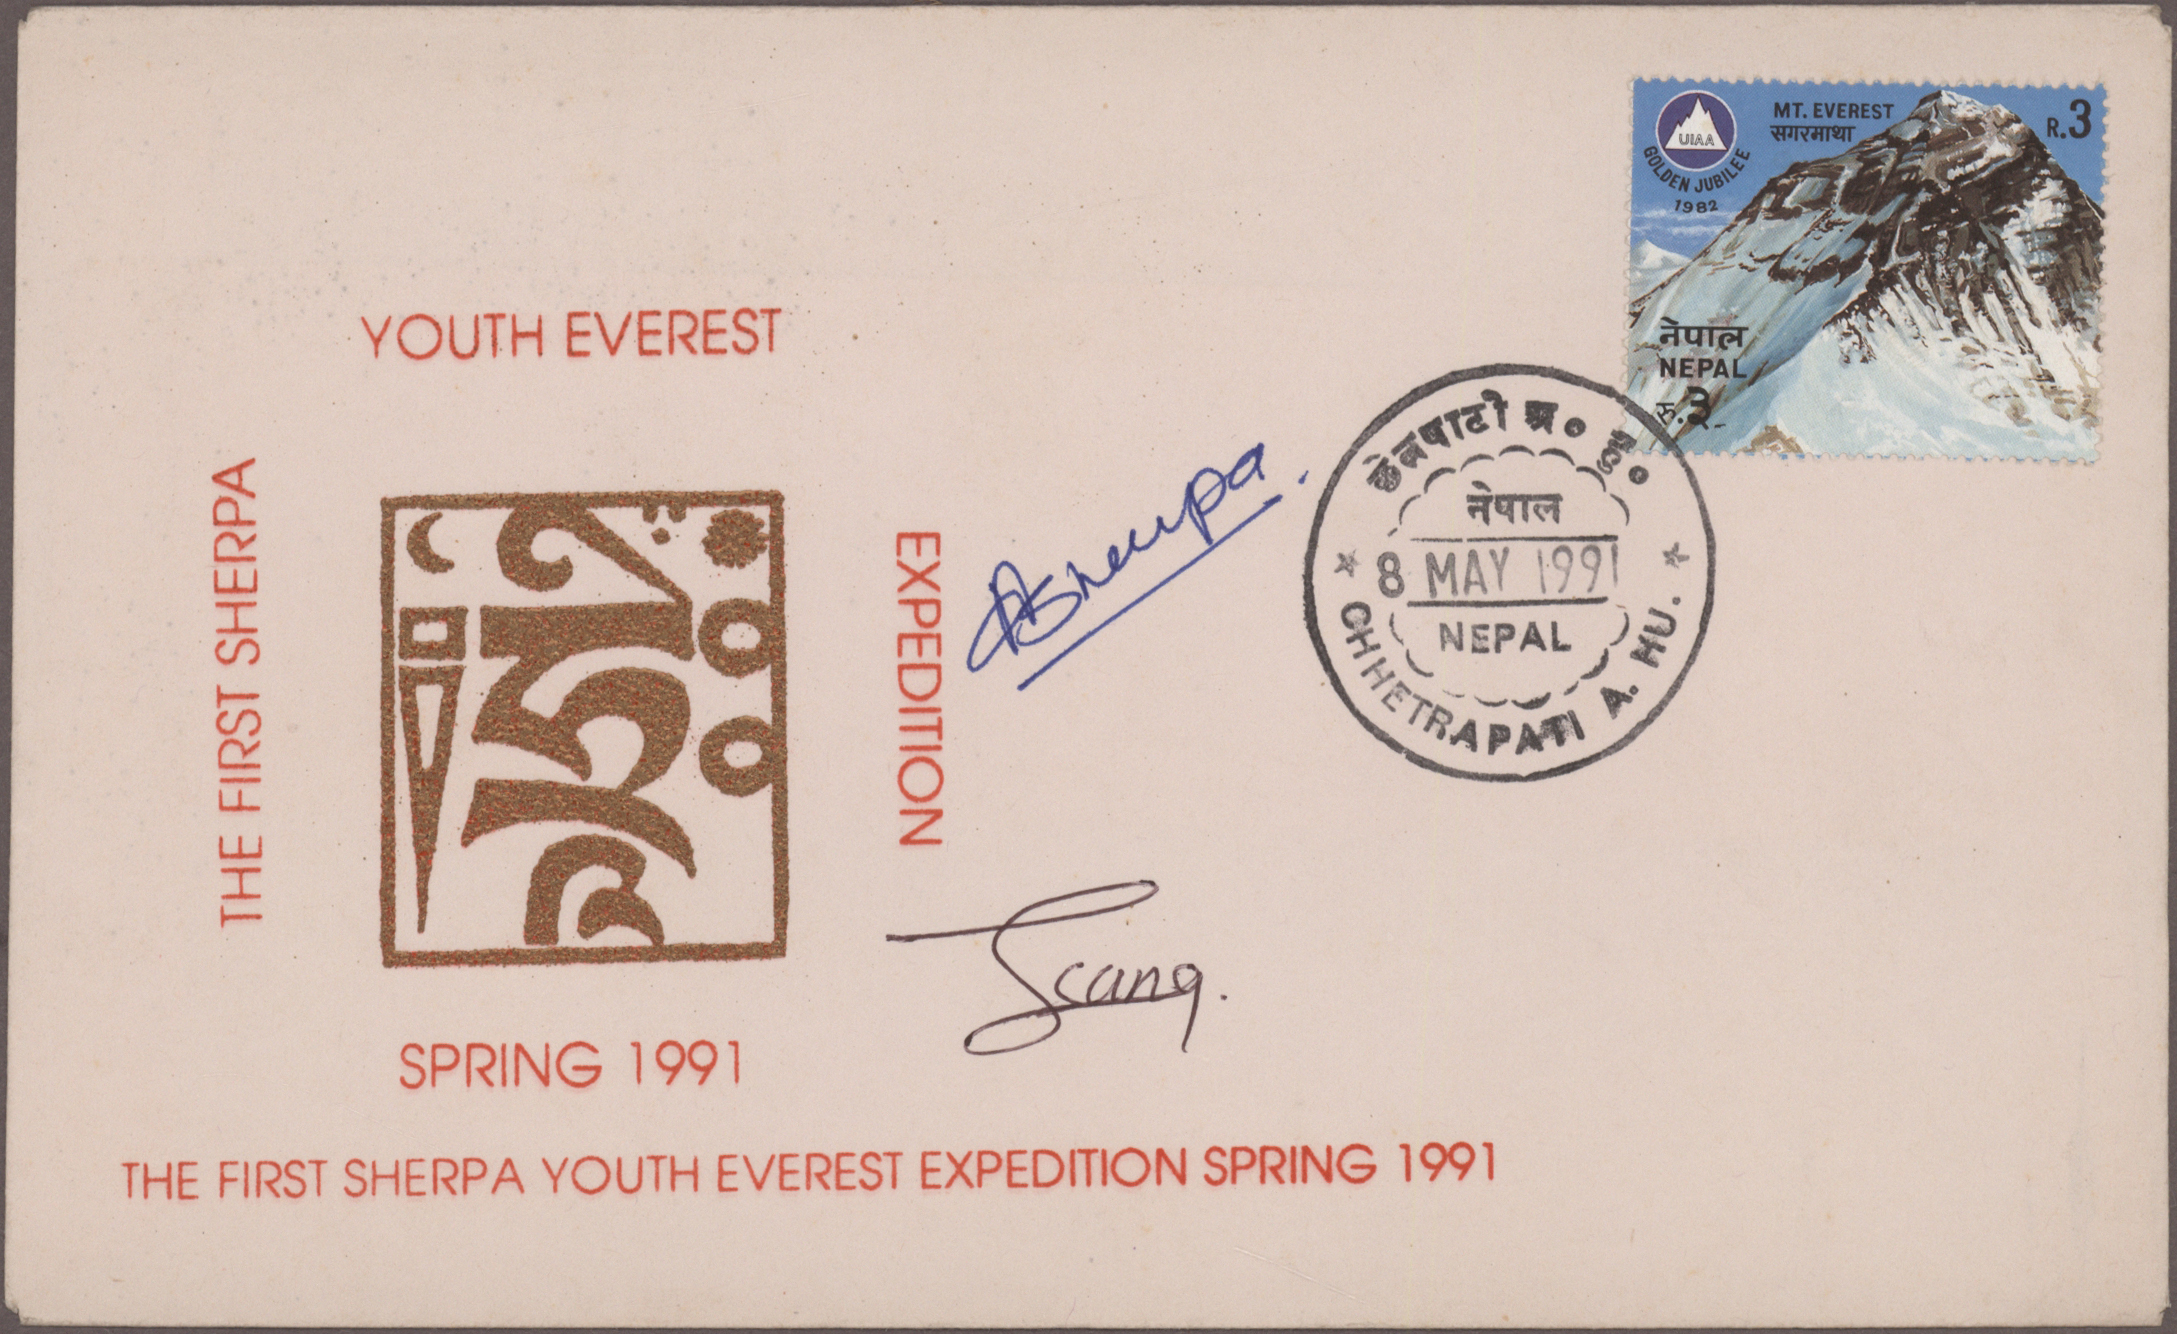 UIAA
GOLDEN JUBILEE
1982
MT. EVEREST
सगरमाथा
R.3
नेपाल
NEPAL
रु.३
YOUTH EVEREST
THE FIRST SHERPA
EXPEDITION
SPRING 1991
Sherpa
नेपाल
8 MAY 1991
NEPAL
CHHETRAPATI A. HU.
THE FIRST SHERPA YOUTH EVEREST EXPEDITION SPRING 1991